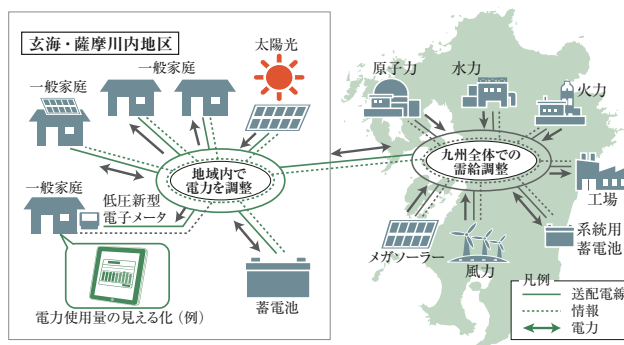 玄海・薩摩川内地区
太陽光
一般家庭
一般家庭
一般家庭
地域内で
電力を調整
低圧新型
電子メータ
電力使用量の見える化（例）
蓄電池
原子力
水力
火力
九州全体での
需給調整
工場
系統用
蓄電池
メガソーラー
風力
凡例
送配電線
情報
電力